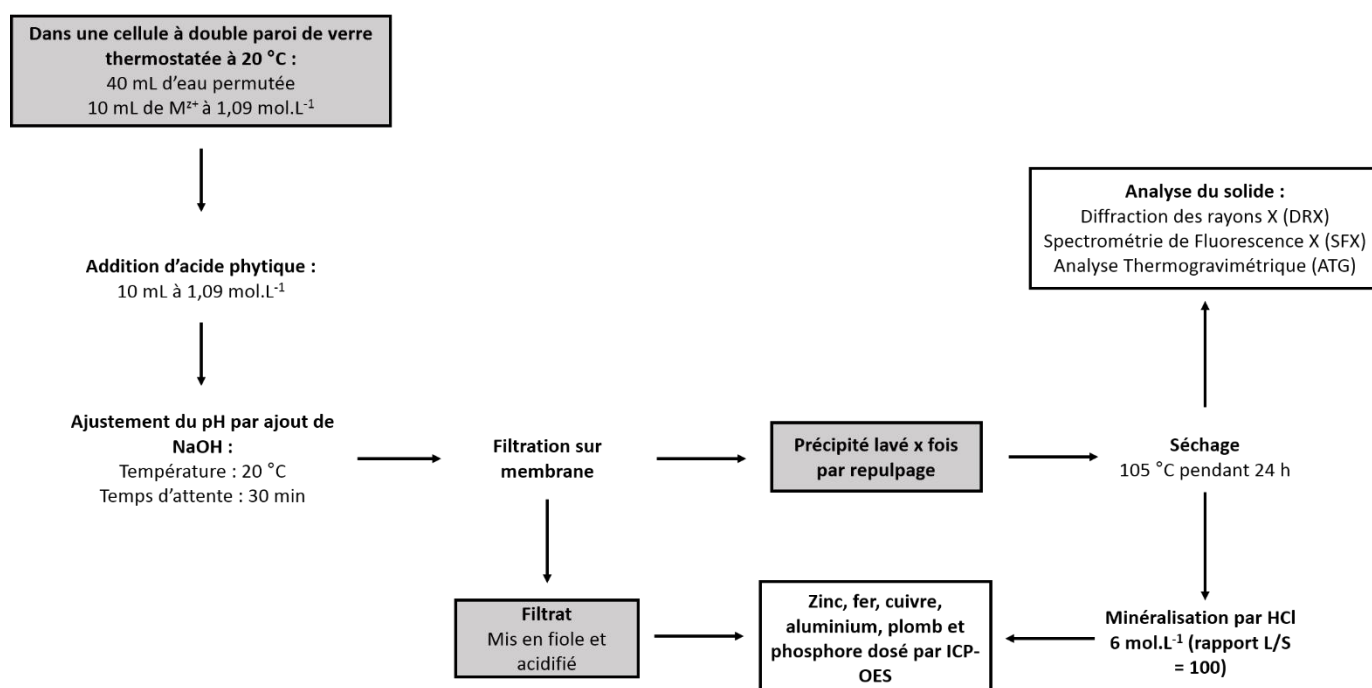 Dans une cellule à double paroi de verre
thermostatée à 20 °C :
40 mL d'eau permutée
10 mL de Mᶻ⁺ à 1,09 mol.L⁻¹
Addition d'acide phytique :
10 mL à 1,09 mol.L⁻¹
Ajustement du pH par ajout de
NaOH :
Température : 20 °C
Temps d'attente : 30 min
Filtration sur
membrane
Précipité lavé x fois
par repulpage
Séchage
105 °C pendant 24 h
Analyse du solide :
Diffraction des rayons X (DRX)
Spectrométrie de Fluorescence X (SFX)
Analyse Thermogravimétrique (ATG)
Filtrat
Mis en fiole et
acidifié
Zinc, fer, cuivre,
aluminium, plomb et
phosphore dosé par ICP-
OES
Minéralisation par HCl
6 mol.L⁻¹ (rapport L/S
= 100)